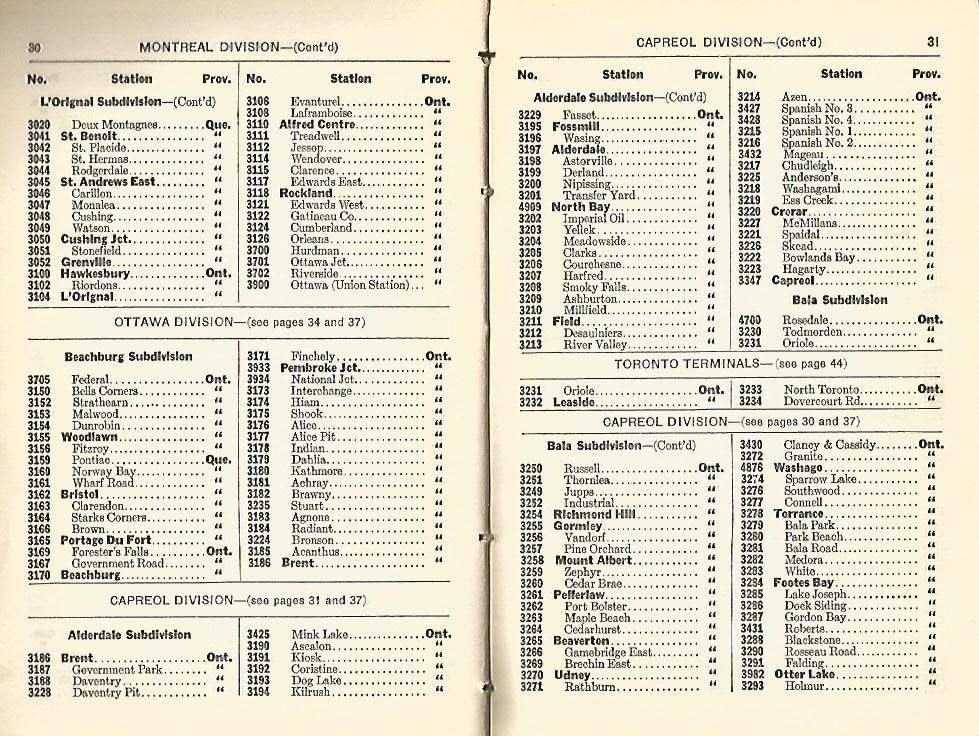 30
MONTREAL DIVISION—(Cont'd)
No. Station Prov.
L'Orignal Subdivision—(Cont'd)
3020 Deux Montagnes........Que.
3041 St. Benoit............ “
3042 St. Placide............ “
3043 St. Hermas............ “
3044 Rodgerdale............ “
3045 St. Andrews East........ “
3046 Carillon............ “
3047 Monalea............ “
3048 Cushing............ “
3049 Watson............ “
3050 Cushing Jct............ “
3051 Stonefield............ “
3052 Grenville............ “
3100 Hawkesbury............Ont.
3102 Riordons............ “
3104 L'Orignal............ “
No. Station Prov.
3106 Evanturel............Ont.
3108 Laframboise............ “
3110 Alfred Centre............ “
3111 Treadwell............ “
3112 Jessop............ “
3114 Wendover............ “
3115 Clarence............ “
3117 Edwards East............ “
3118 Rockland............ “
3121 Edwards West............ “
3122 Gatineau Co............ “
3124 Cumberland............ “
3126 Orleans............ “
3700 Hurdman............ “
3701 Ottawa Jct............ “
3702 Riverside............ “
3900 Ottawa (Union Station)... “
OTTAWA DIVISION—(see pages 34 and 37)
Beachburg Subdivision
3705 Federal............Ont.
3150 Bells Corners............ “
3152 Strathearn............ “
3153 Malwood............ “
3154 Dunrobin............ “
3155 Woodlawn............ “
3156 Fitzroy............ “
3159 Pontiac............Que.
3160 Norway Bay............ “
3161 Wharf Road............ “
3162 Bristol............ “
3163 Clarendon............ “
3164 Starks Corners............ “
3166 Brown............ “
3165 Portage Du Fort............ “
3169 Forester's Falls............Ont.
3167 Government Road............ “
3170 Beachburg............ “
3171 Finchely............Ont.
3933 Pembroke Jct............ “
3934 National Jct............ “
3173 Interchange............ “
3174 Hiam............ “
3175 Shook............ “
3176 Alice............ “
3177 Alice Pit............ “
3178 Indian............ “
3179 Dahlia............ “
3180 Kathmore............ “
3181 Achray............ “
3182 Brawny............ “
3235 Stuart............ “
3183 Agnone............ “
3184 Radiant............ “
3224 Bronson............ “
3185 Acanthus............ “
3186 Brent............ “
CAPREOL DIVISION—(see pages 31 and 37)
Alderdale Subdivision
3186 Brent............Ont.
3187 Government Park............ “
3188 Daventry............ “
3228 Daventry Pit............ “
3425 Mink Lake............Ont.
3190 Ascalon............ “
3191 Kiosk............ “
3192 Coristine............ “
3193 Dog Lake............ “
3194 Kilrush............ “
CAPREOL DIVISION—(Cont'd)
31
No. Station Prov.
Alderdale Subdivision—(Cont'd)
3229 Fasset............Ont.
3195 Fossmill............ “
3196 Wasing............ “
3197 Alderdale............ “
3198 Astorville............ “
3199 Derland............ “
3200 Nipissing............ “
3201 Transfer Yard............ “
4909 North Bay............ “
3202 Imperial Oil............ “
3203 Yellek............ “
3204 Meadowside............ “
3205 Clarks............ “
3206 Courchesne............ “
3207 Harfred............ “
3208 Smoky Falls............ “
3209 Ashburton............ “
3210 Millfield............ “
3211 Field............ “
3212 Desaulniers............ “
3213 River Valley............ “
No. Station Prov.
3214 Azen............Ont.
3427 Spanish No. 3............ “
3428 Spanish No. 4............ “
3215 Spanish No. 1............ “
3216 Spanish No. 2............ “
3432 Mageau............ “
3217 Chudleigh............ “
3225 Anderson's............ “
3218 Washagami............ “
3219 Ess Creek............ “
3220 Crerar............ “
3227 McMillans............ “
3221 Spaidal............ “
3226 Skead............ “
3222 Bowlands Bay............ “
3223 Hagarty............ “
3347 Capreol............ “
Bala Subdivision
4700 Rosedale............Ont.
3230 Todmorden............ “
3231 Oriole............ “
TORONTO TERMINALS—(see page 44)
3231 Oriole............Ont.
3232 Leaside............ “
3233 North Toronto............Ont.
3234 Dovercourt Rd............ “
CAPREOL DIVISION—(see pages 30 and 37)
Bala Subdivision—(Cont'd)
3250 Russell............Ont.
3251 Thornlea............ “
3249 Jupps............ “
3252 Industrial............ “
3254 Richmond Hill............ “
3255 Gormley............ “
3256 Vandorf............ “
3257 Pine Orchard............ “
3258 Mount Albert............ “
3259 Zephyr............ “
3260 Cedar Brae............ “
3261 Pefferlaw............ “
3262 Port Bolster............ “
3263 Maple Beach............ “
3264 Cedarhurst............ “
3265 Beaverton............ “
3266 Gamebridge East............ “
3269 Brechin East............ “
3270 Udney............ “
3271 Rathburn............ “
3430 Clancy & Cassidy............Ont.
3272 Granite............ “
4876 Washago............ “
3274 Sparrow Lake............ “
3276 Southwood............ “
3277 Connell............ “
3278 Torrance............ “
3279 Bala Park............ “
3280 Park Beach............ “
3281 Bala Road............ “
3282 Medora............ “
3283 White............ “
3284 Footes Bay............ “
3285 Lake Joseph............ “
3286 Dock Siding............ “
3287 Gordon Bay............ “
3431 Roberts............ “
3288 Blackstone............ “
3290 Rosseau Road............ “
3291 Falding............ “
3982 Otter Lake............ “
3293 Holmur............ “